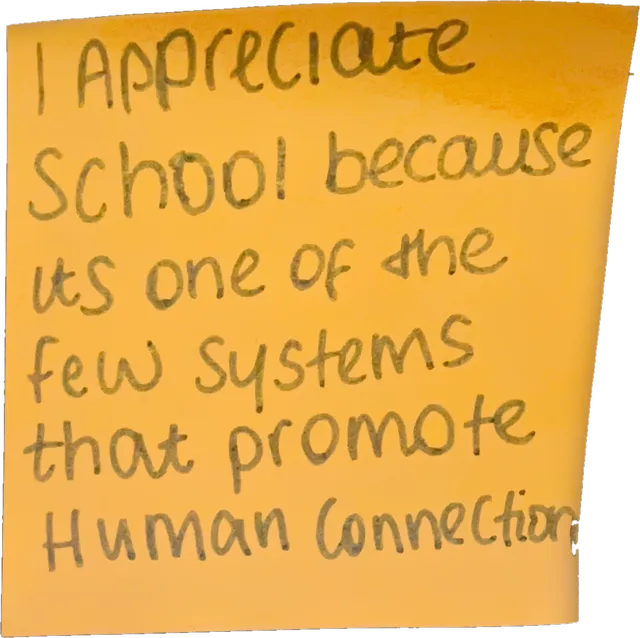 I Appreciate
School because
its one of the
few systems
that promote
Human Connection